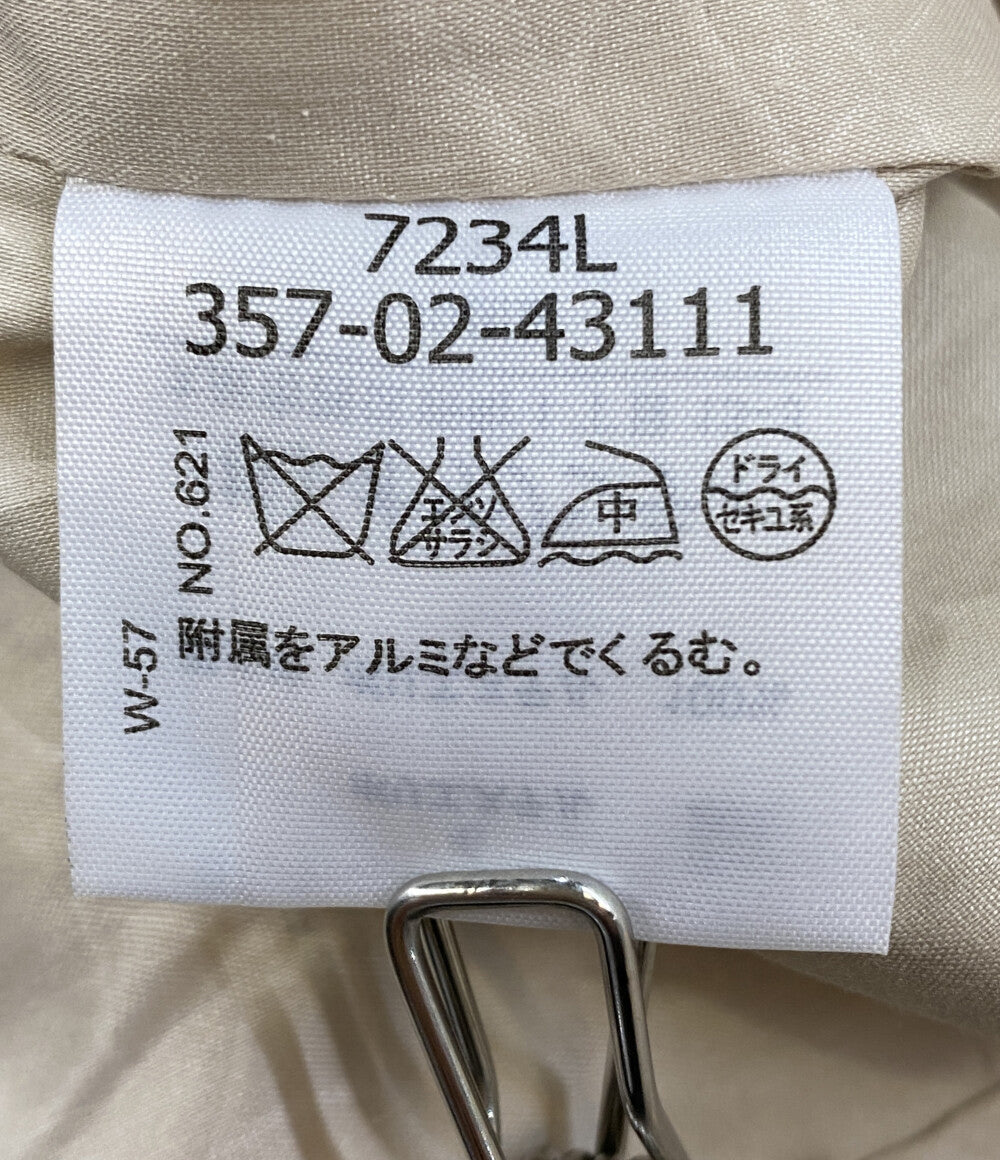 7234L
357-02-43111
NO.621
エンソ
サラシ
中
ドライ
セキユ系
附属をアルミなどでくるむ。
W-57